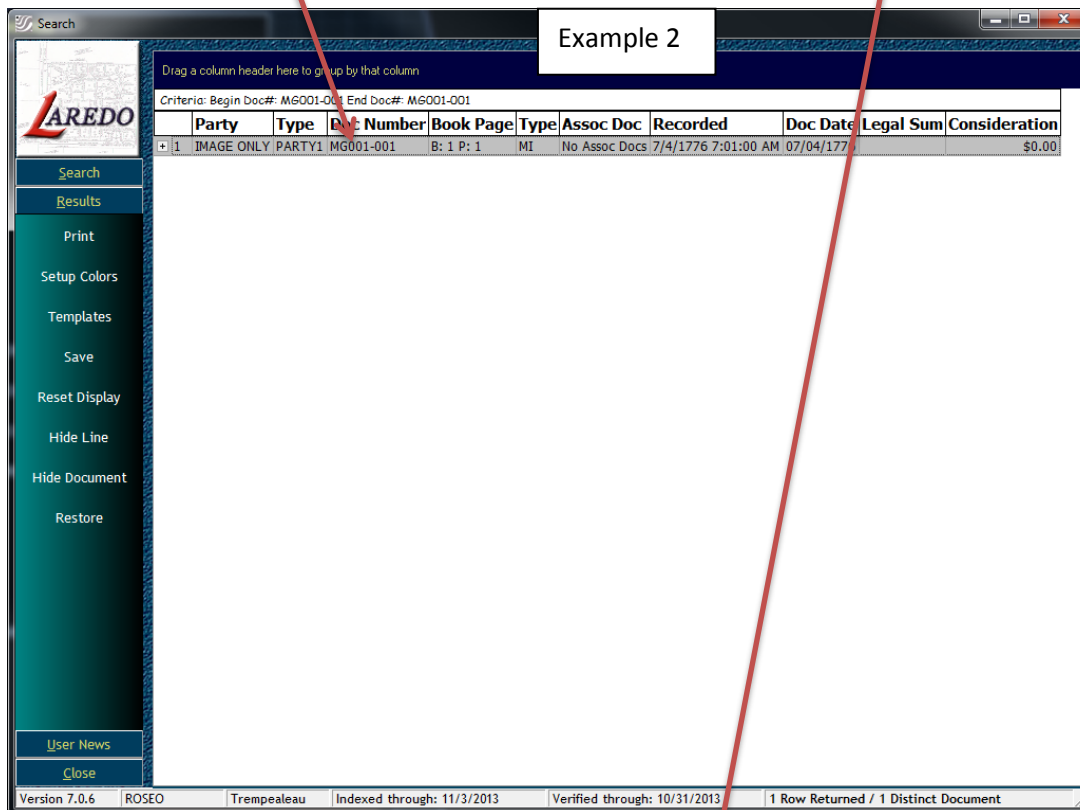 Search
Example 2
LAREDO
Drag a column header here to group by that column
Criteria: Begin Doc#: MG001-001 End Doc#: MG001-001
Party Type Doc Number Book Page Type Assoc Doc Recorded Doc Date Legal Sum Consideration
1 IMAGE ONLY PARTY1 MG001-001 B: 1 P: 1 MI No Assoc Docs 7/4/1776 7:01:00 AM 07/04/1776 $0.00
Search
Results
Print
Setup Colors
Templates
Save
Reset Display
Hide Line
Hide Document
Restore
User News
Close
Version 7.0.6 ROSEO Trempealeau Indexed through: 11/3/2013 Verified through: 10/31/2013 1 Row Returned / 1 Distinct Document